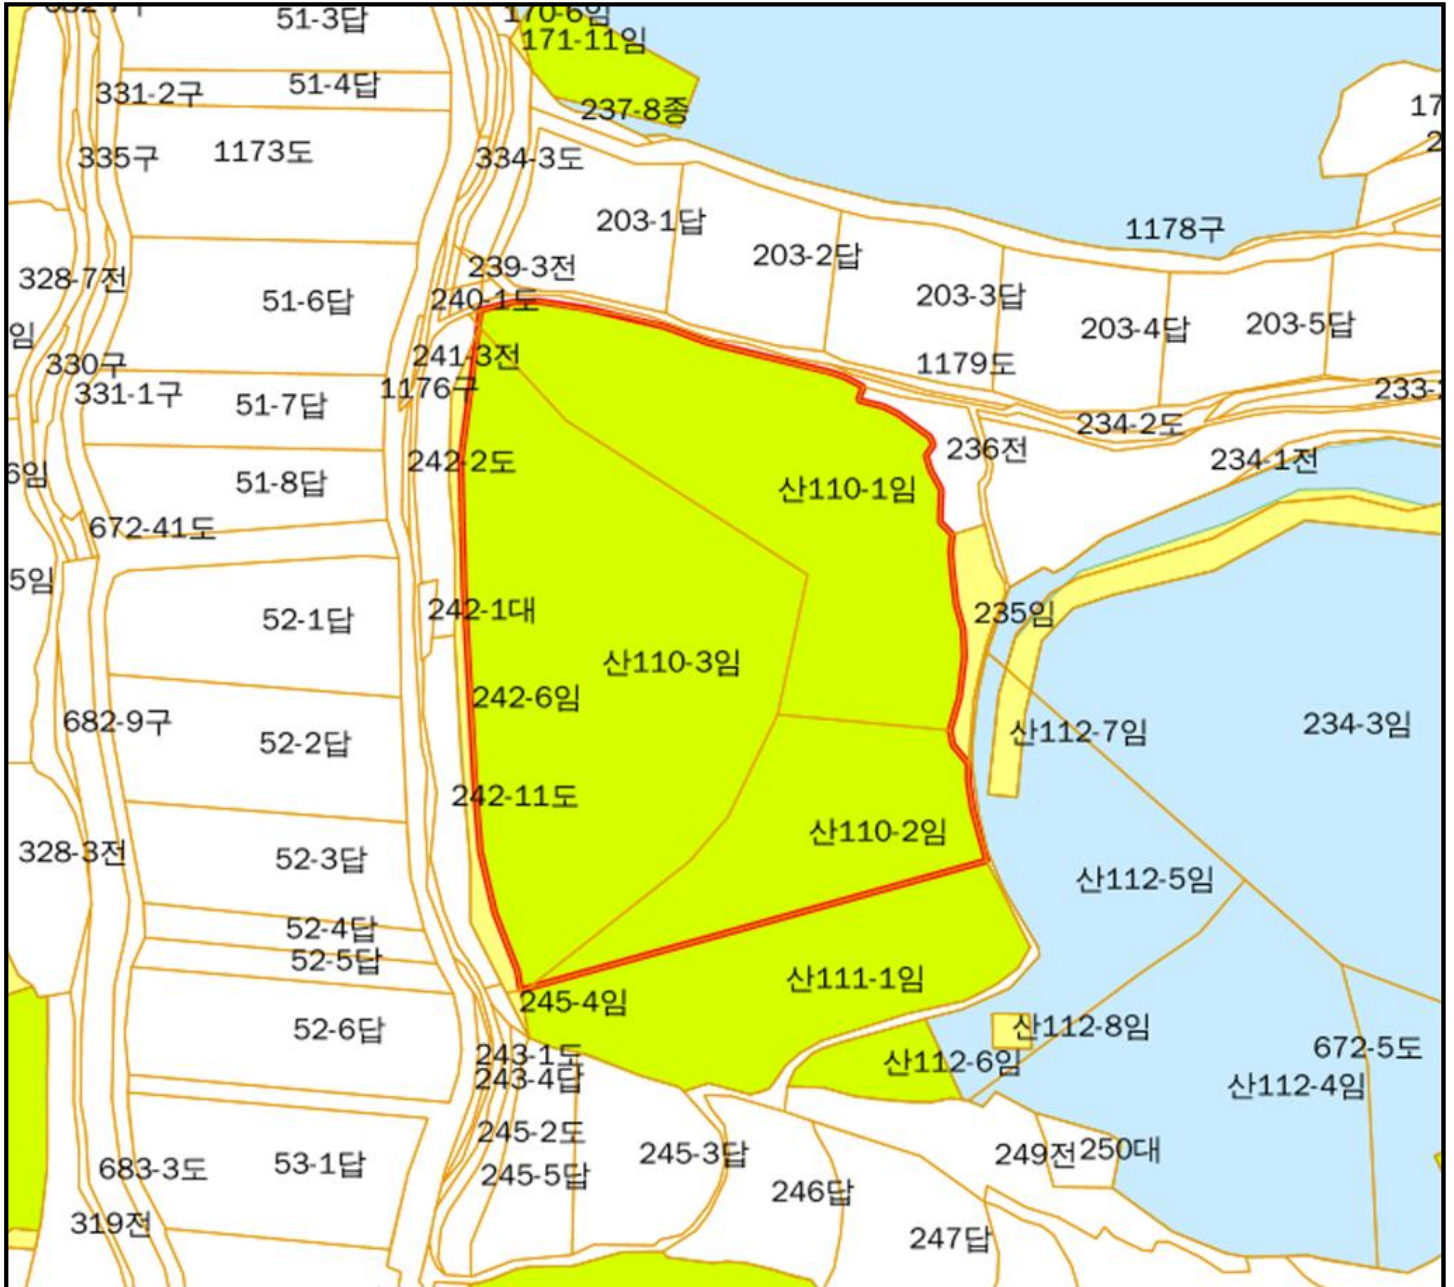 51-3답
170-6임
171-11임
51-4답
331-2구
237-8종
335구
1173도
334-3도
203-1답
1178구
203-2답
239-3전
328-7전
51-6답
240-1도
203-3답
203-4답
203-5답
임
241-3전
330구
1179도
331-1구
1176구
51-7답
234-2도
236전
242-2도
234-1전
51-8답
산110-1임
672-41도
5임
242-1대
235임
52-1답
산110-3임
242-6임
682-9구
산112-7임
234-3임
52-2답
242-11도
산110-2임
328-3전
52-3답
산112-5임
52-4답
52-5답
산111-1임
245-4임
52-6답
산112-8임
243-1도
산112-6임
672-5도
243-4답
산112-4임
245-2도
245-3답
249전
250대
683-3도
53-1답
245-5답
246답
319전
247답